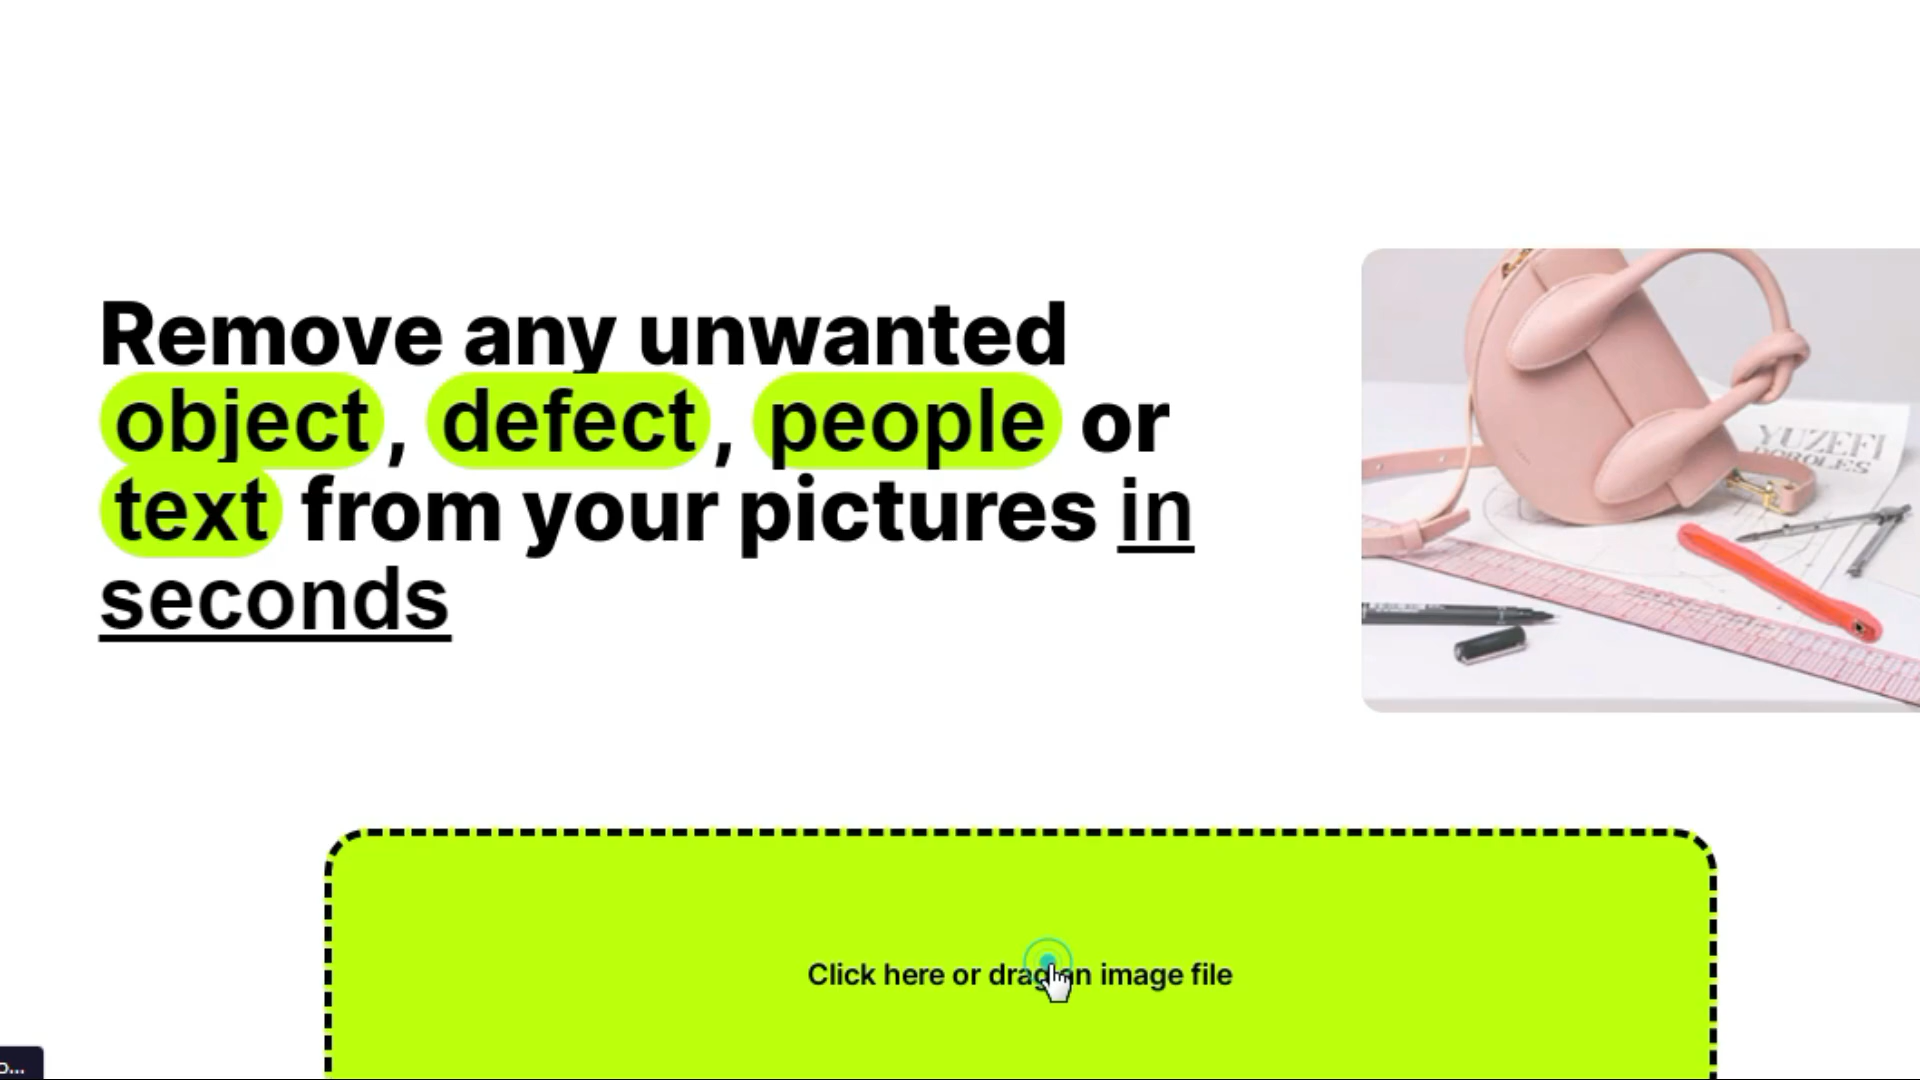 Remove any unwanted
object, defect, people or
text from your pictures in
seconds
YUZEFI
Click here or drag an image file
o...